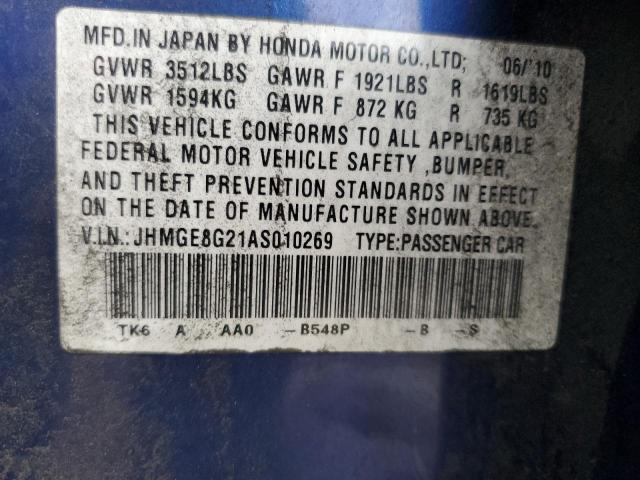 MFD.IN JAPAN BY HONDA MOTOR CO.,LTD; 06/'10
GVWR 3512LBS GAWR F 1921LBS R 1619LBS
GVWR 1594KG GAWR F 872 KG R 735 KG
THIS VEHICLE CONFORMS TO ALL APPLICABLE
FEDERAL MOTOR VEHICLE SAFETY ,BUMPER,
AND THEFT PREVENTION STANDARDS IN EFFECT
ON THE DATE OF MANUFACTURE SHOWN ABOVE.
V.I.N.: JHMGE8G21AS010269 TYPE:PASSENGER CAR
TK6 A AA0 -B548P -B -S